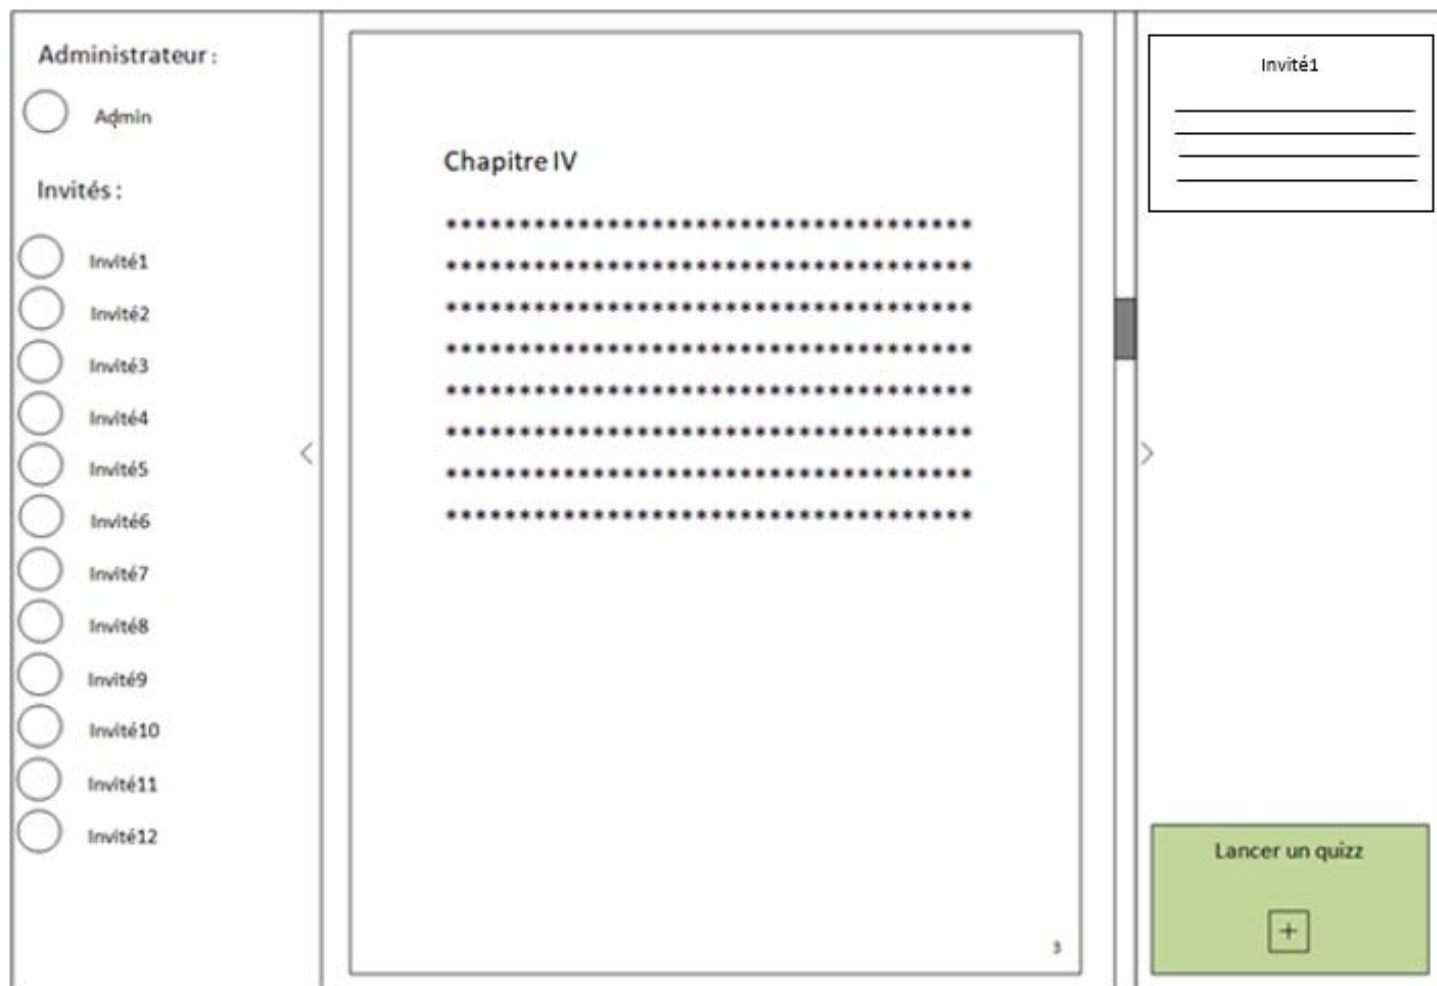 Administrateur :
Admin
Invités :
Invité1
Invité2
Invité3
Invité4
Invité5
Invité6
Invité7
Invité8
Invité9
Invité10
Invité11
Invité12
Chapitre IV
************************************
************************************
************************************
************************************
************************************
************************************
************************************
************************************
3
Invité1
Lancer un quizz
+